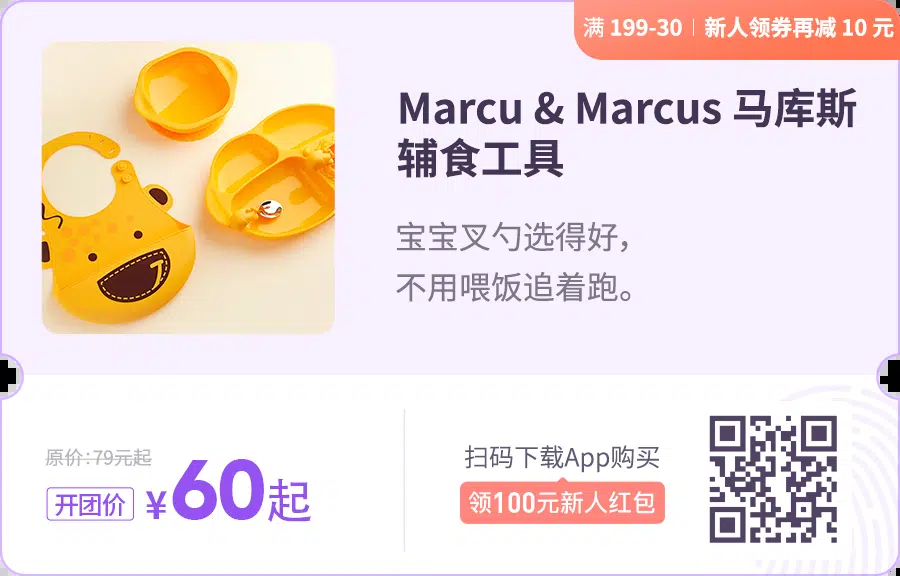 满 199-30 | 新人领券再减 10 元
Marcu & Marcus 马库斯
辅食工具
宝宝叉勺选得好，
不用喂饭追着跑。
原价:79元起
开团价 ¥60起
扫码下载App购买
领100元新人红包